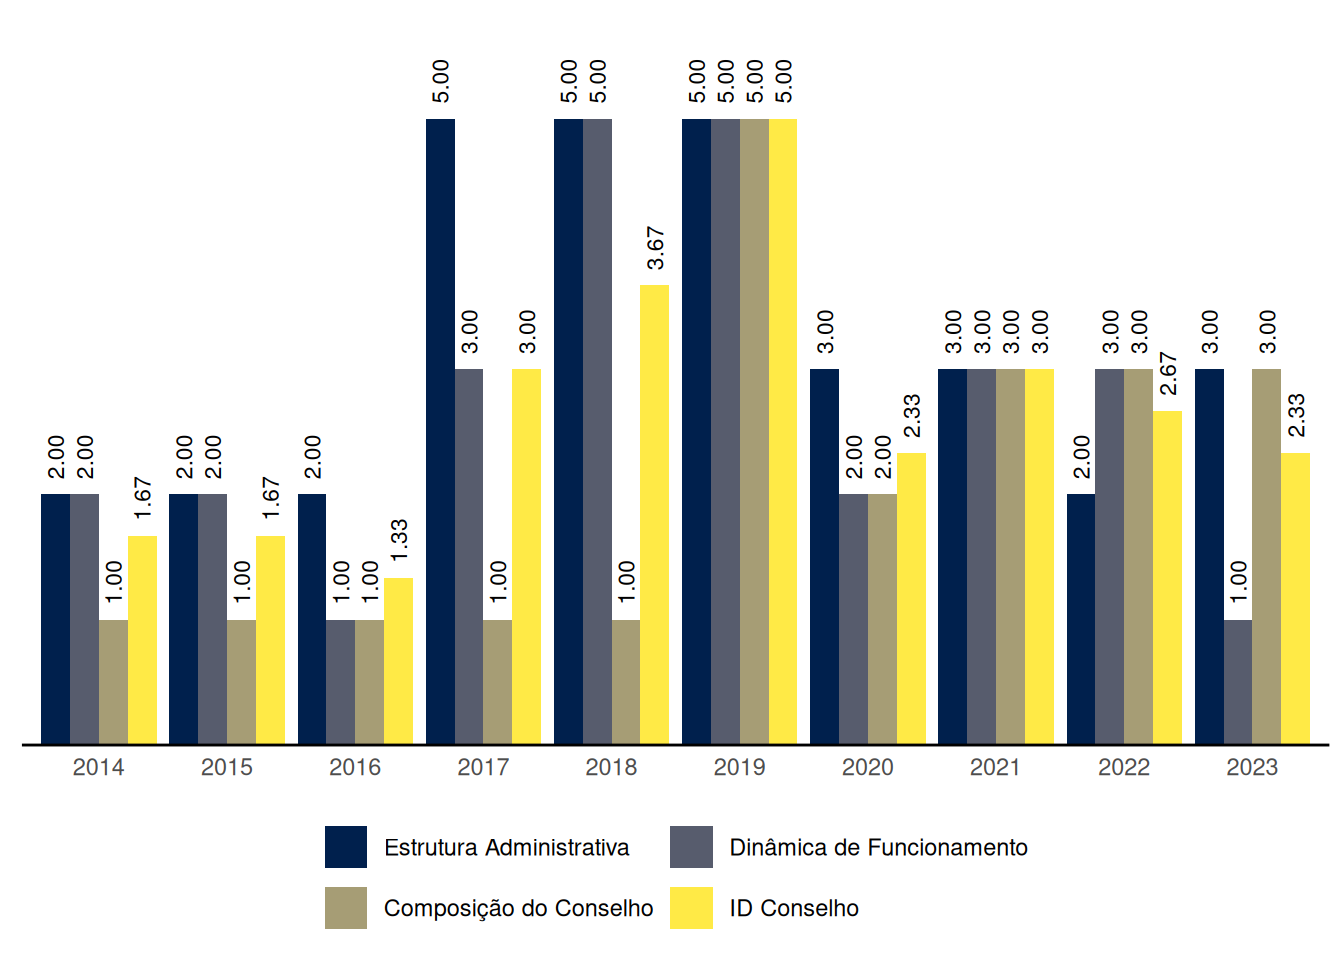 5.00 5.00 5.00 5.00 5.00 5.00 5.00
3.67
3.00 3.00 3.00 3.00 3.00 3.00 3.00 3.00 3.00 3.00 3.00
2.67
2.33 2.33
2.00 2.00 2.00 2.00 2.00 2.00 2.00 2.00
1.67 1.67
1.33
1.00 1.00 1.00 1.00 1.00 1.00 1.00
2014 2015 2016 2017 2018 2019 2020 2021 2022 2023
Estrutura Administrativa Dinâmica de Funcionamento
Composição do Conselho ID Conselho